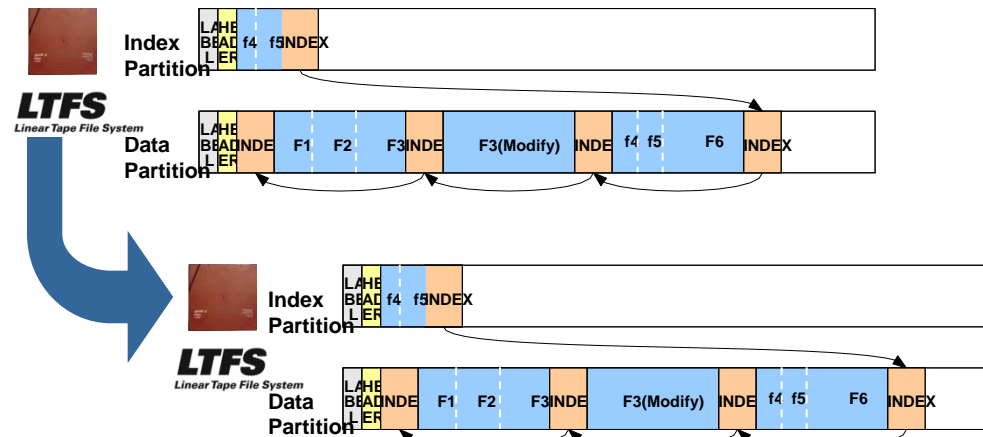 LA HE
BE AD f4 f5 INDEX
L ER
Index
Partition
LTFS
Linear Tape File System
LA HE
BE AD INDE F1 F2 F3 INDE F3(Modify) INDE f4 f5 F6 INDEX
L ER
Data
Partition
LA HE
BE AD f4 f5 INDEX
L ER
Index
Partition
LTFS
Linear Tape File System
LA HE
BE AD INDE F1 F2 F3 INDE F3(Modify) INDE f4 f5 F6 INDEX
L ER
Data
Partition